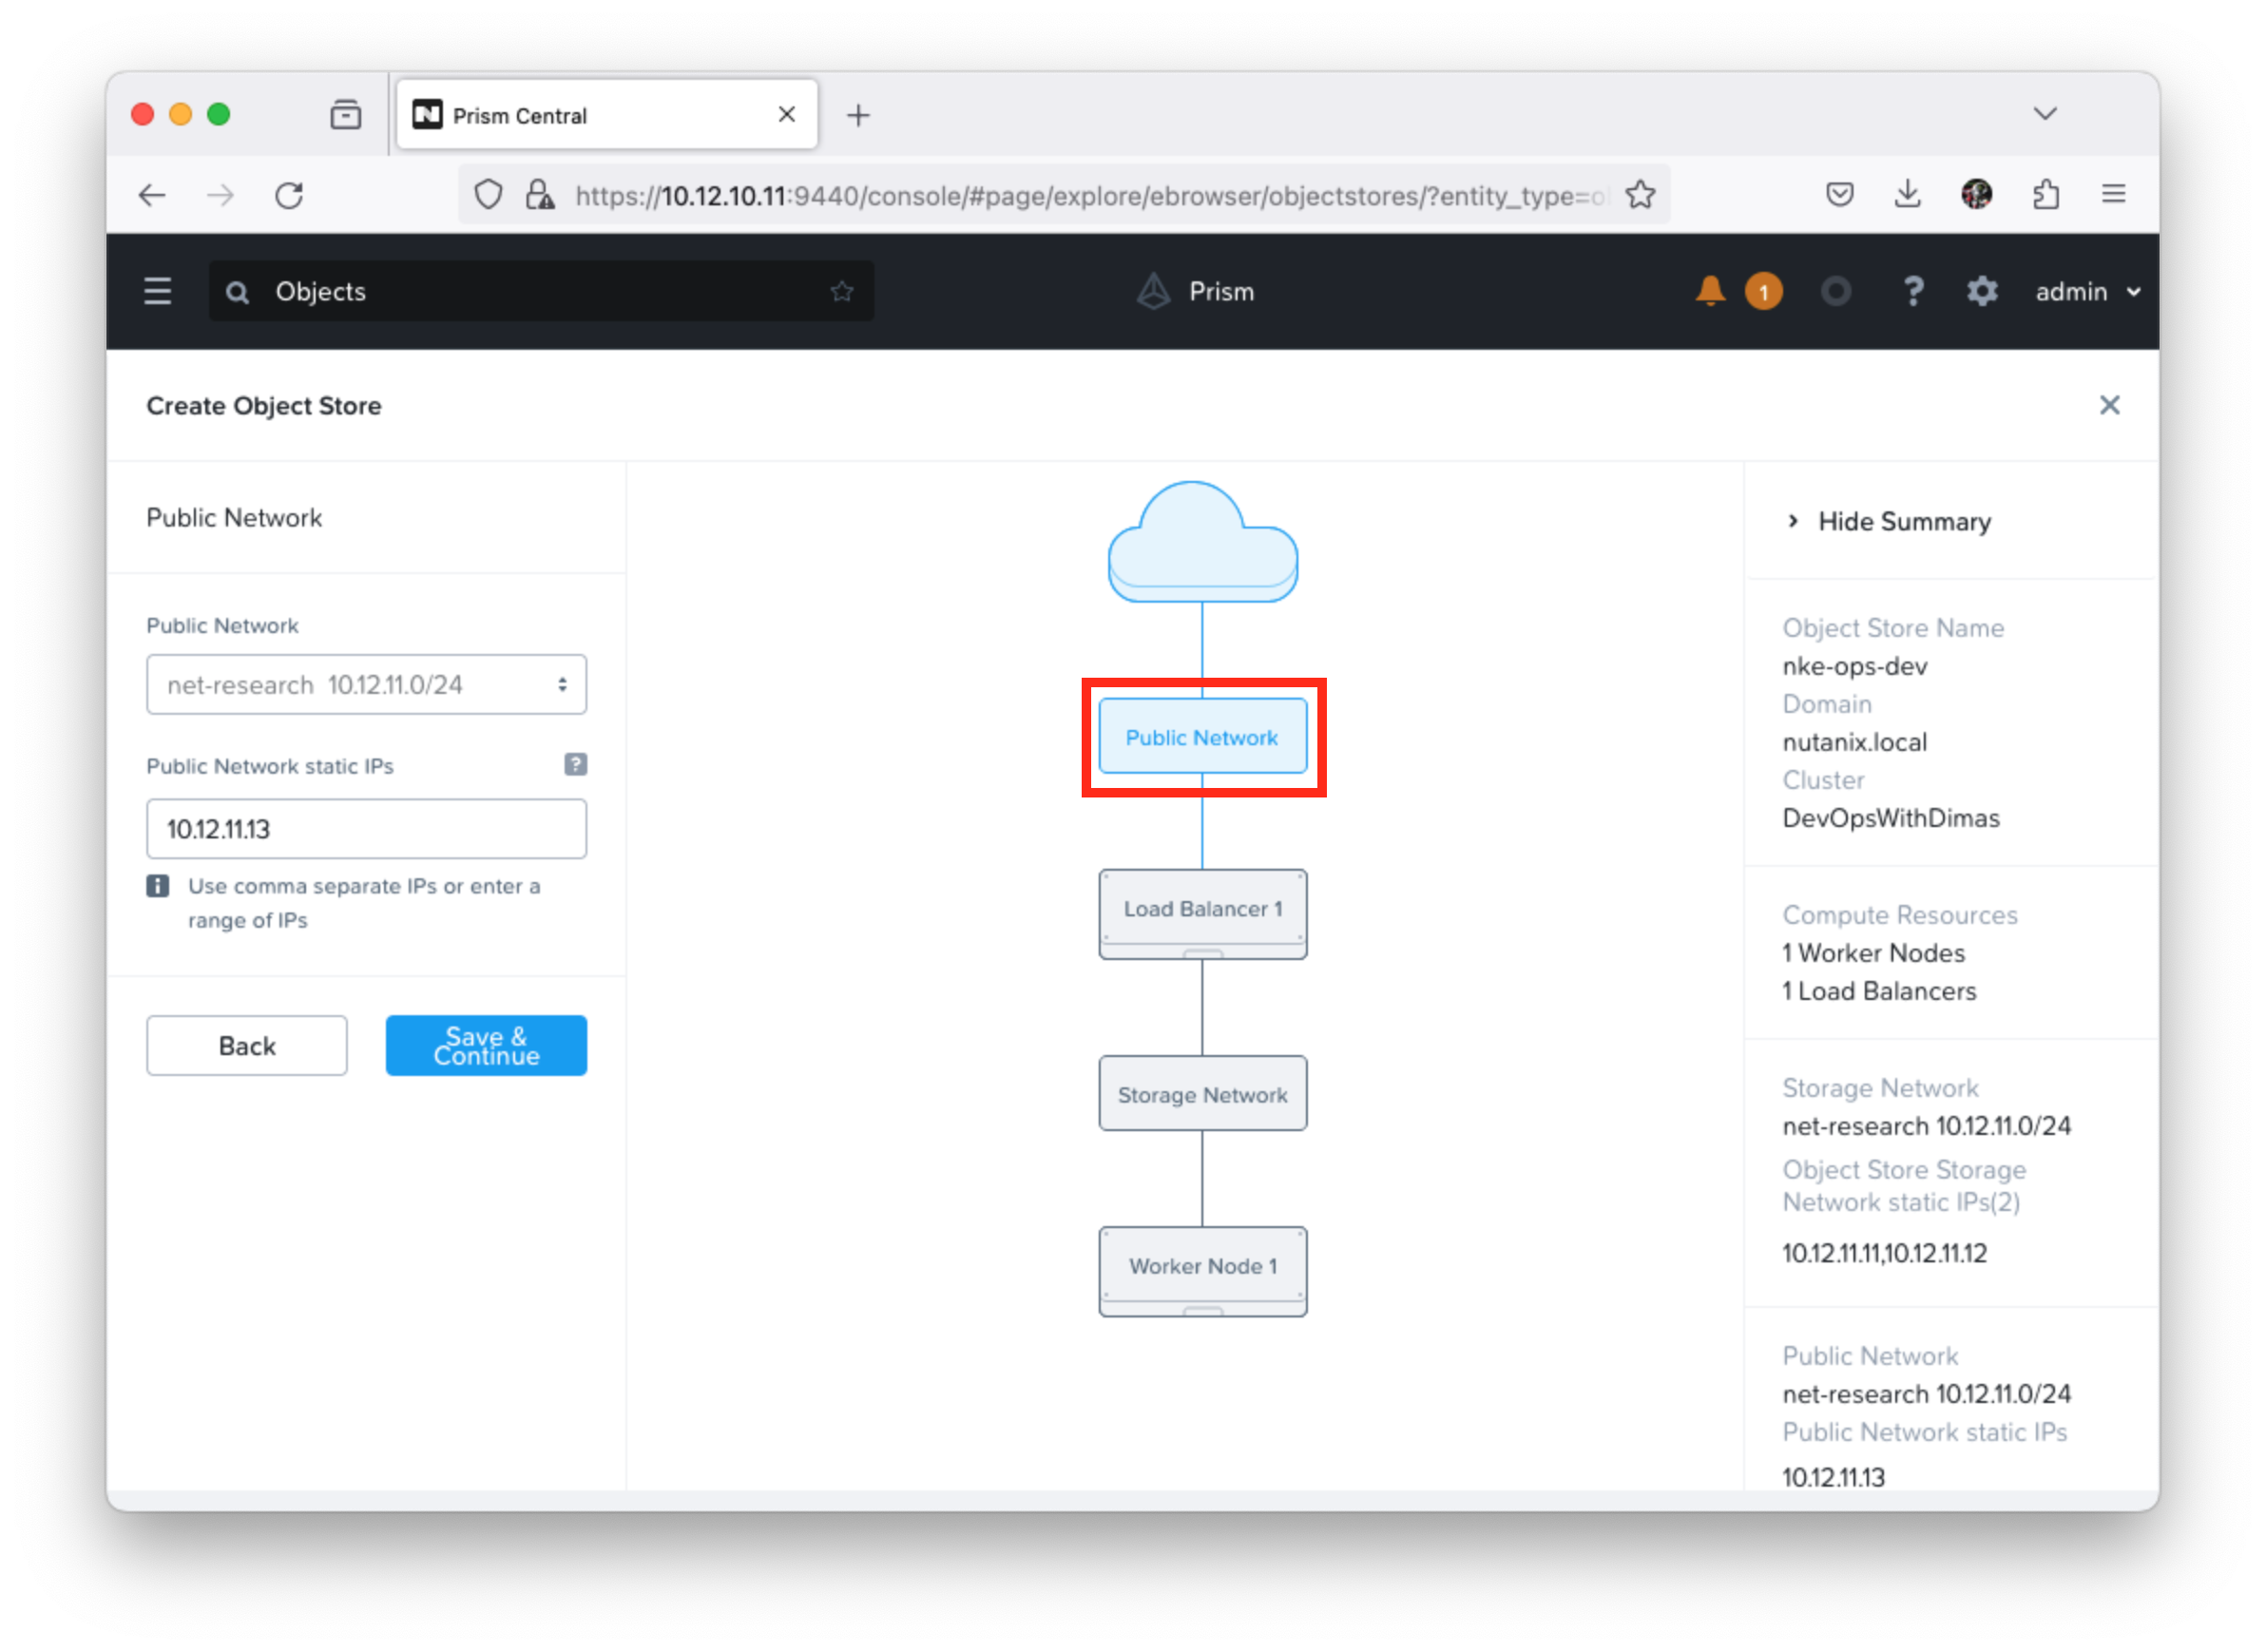 Prism Central
https://10.12.10.11:9440/console/#page/explore/ebrowser/objectstores/?entity_type=o
Objects
Prism
1
?
admin
Create Object Store
Public Network
Public Network
net-research 10.12.11.0/24
Public Network static IPs
?
10.12.11.13
Use comma separate IPs or enter a
range of IPs
Back
Save &
Continue
Public Network
Load Balancer 1
Storage Network
Worker Node 1
Hide Summary
Object Store Name
nke-ops-dev
Domain
nutanix.local
Cluster
DevOpsWithDimas
Compute Resources
1 Worker Nodes
1 Load Balancers
Storage Network
net-research 10.12.11.0/24
Object Store Storage
Network static IPs(2)
10.12.11.11,10.12.11.12
Public Network
net-research 10.12.11.0/24
Public Network static IPs
10.12.11.13